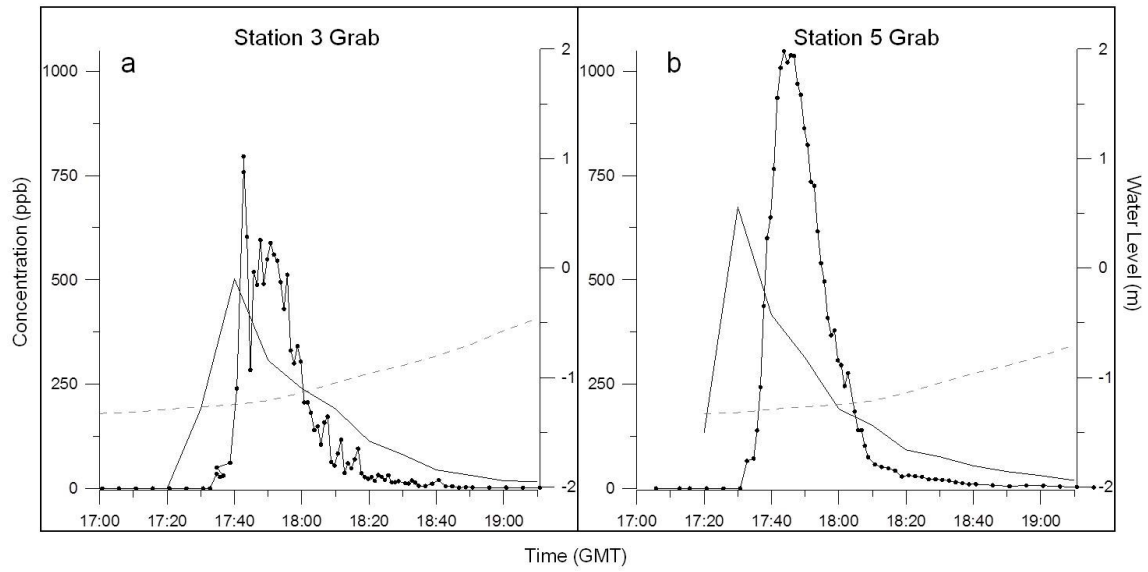 Station 3 Grab
Station 5 Grab
a
b
Concentration (ppb)
1000
750
500
250
0
2
1
0
-1
-2
1000
750
500
250
0
2
1
0
-1
-2
Water Level (m)
17:00 17:20 17:40 18:00 18:20 18:40 19:00
17:00 17:20 17:40 18:00 18:20 18:40 19:00
Time (GMT)